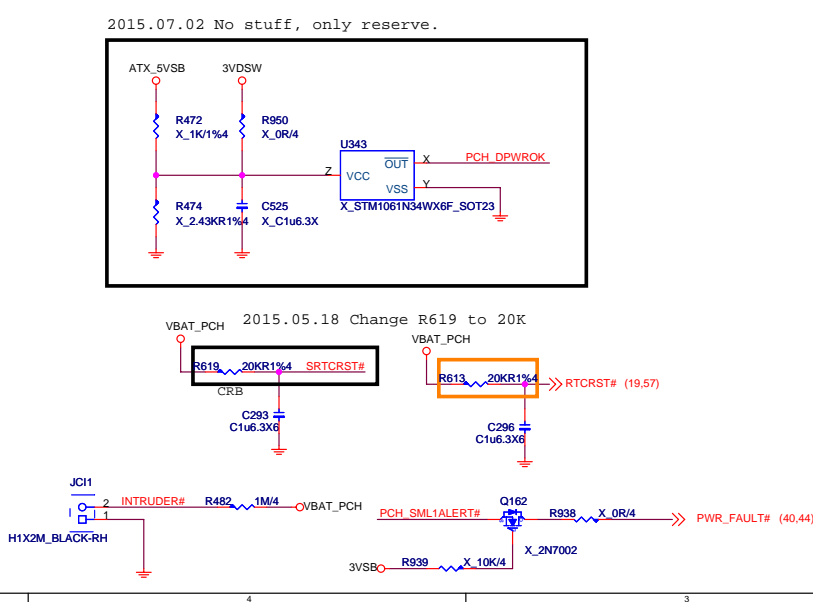 2015.07.02 No stuff, only reserve.
ATX_5VSB
3VDSW
R472
X_1K/1%4
R950
X_0R/4
U343
OUT
X
PCH_DPWROK
Z
VCC
VSS
Y
R474
X_2.43KR1%4
C525
X_C1u6.3X
X_STM1061N34WX6F_SOT23
2015.05.18 Change R619 to 20K
VBAT_PCH
VBAT_PCH
R619
20KR1%4
SRTCRST#
CRB
R613
20KR1%4
RTCRST# (19,57)
C293
C1u6.3X6
C296
C1u6.3X6
JCI1
2
INTRUDER#
R482
1M/4
VBAT_PCH
1
H1X2M_BLACK-RH
Q162
PCH_SML1ALERT#
R938
X_0R/4
PWR_FAULT# (40,44)
X_2N7002
3VSB
R939
X_10K/4
4
3